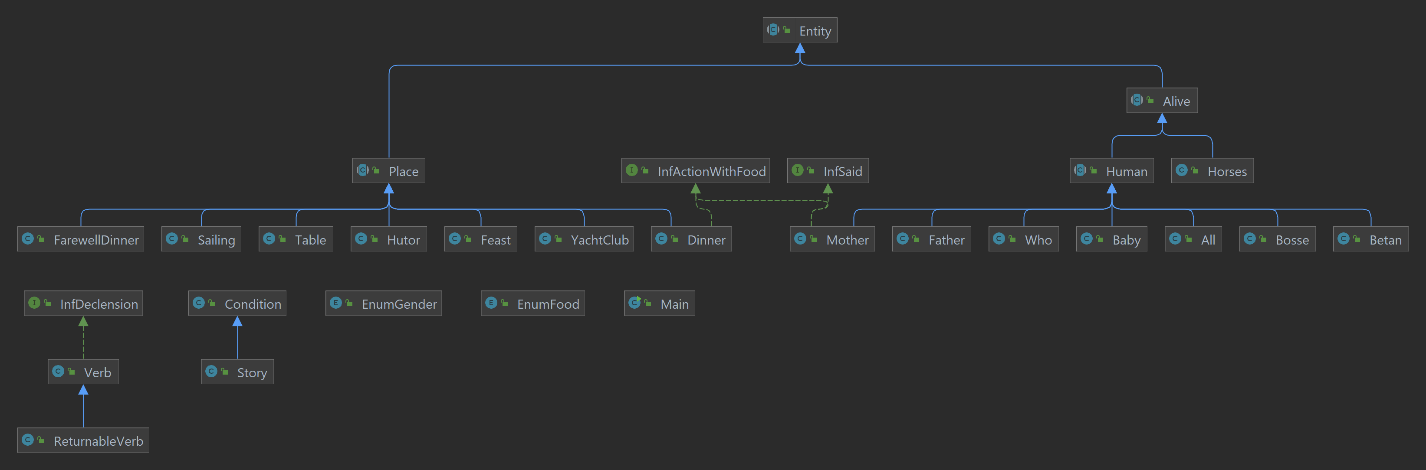 Entity
Alive
Place
InfActionWithFood
InfSaid
Human
Horses
FarewellDinner
Sailing
Table
Hutor
Feast
YachtClub
Dinner
Mother
Father
Who
Baby
All
Bosse
Betan
InfDeclension
Condition
EnumGender
EnumFood
Main
Verb
Story
ReturnableVerb